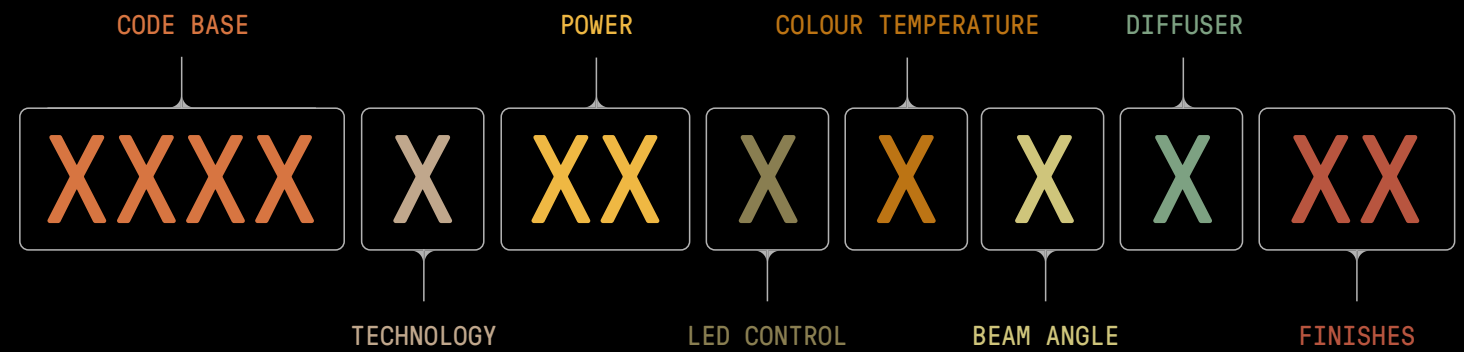 CODE BASE POWER COLOUR TEMPERATURE DIFFUSER
XXXX X XX X X X X XX
TECHNOLOGY LED CONTROL BEAM ANGLE FINISHES